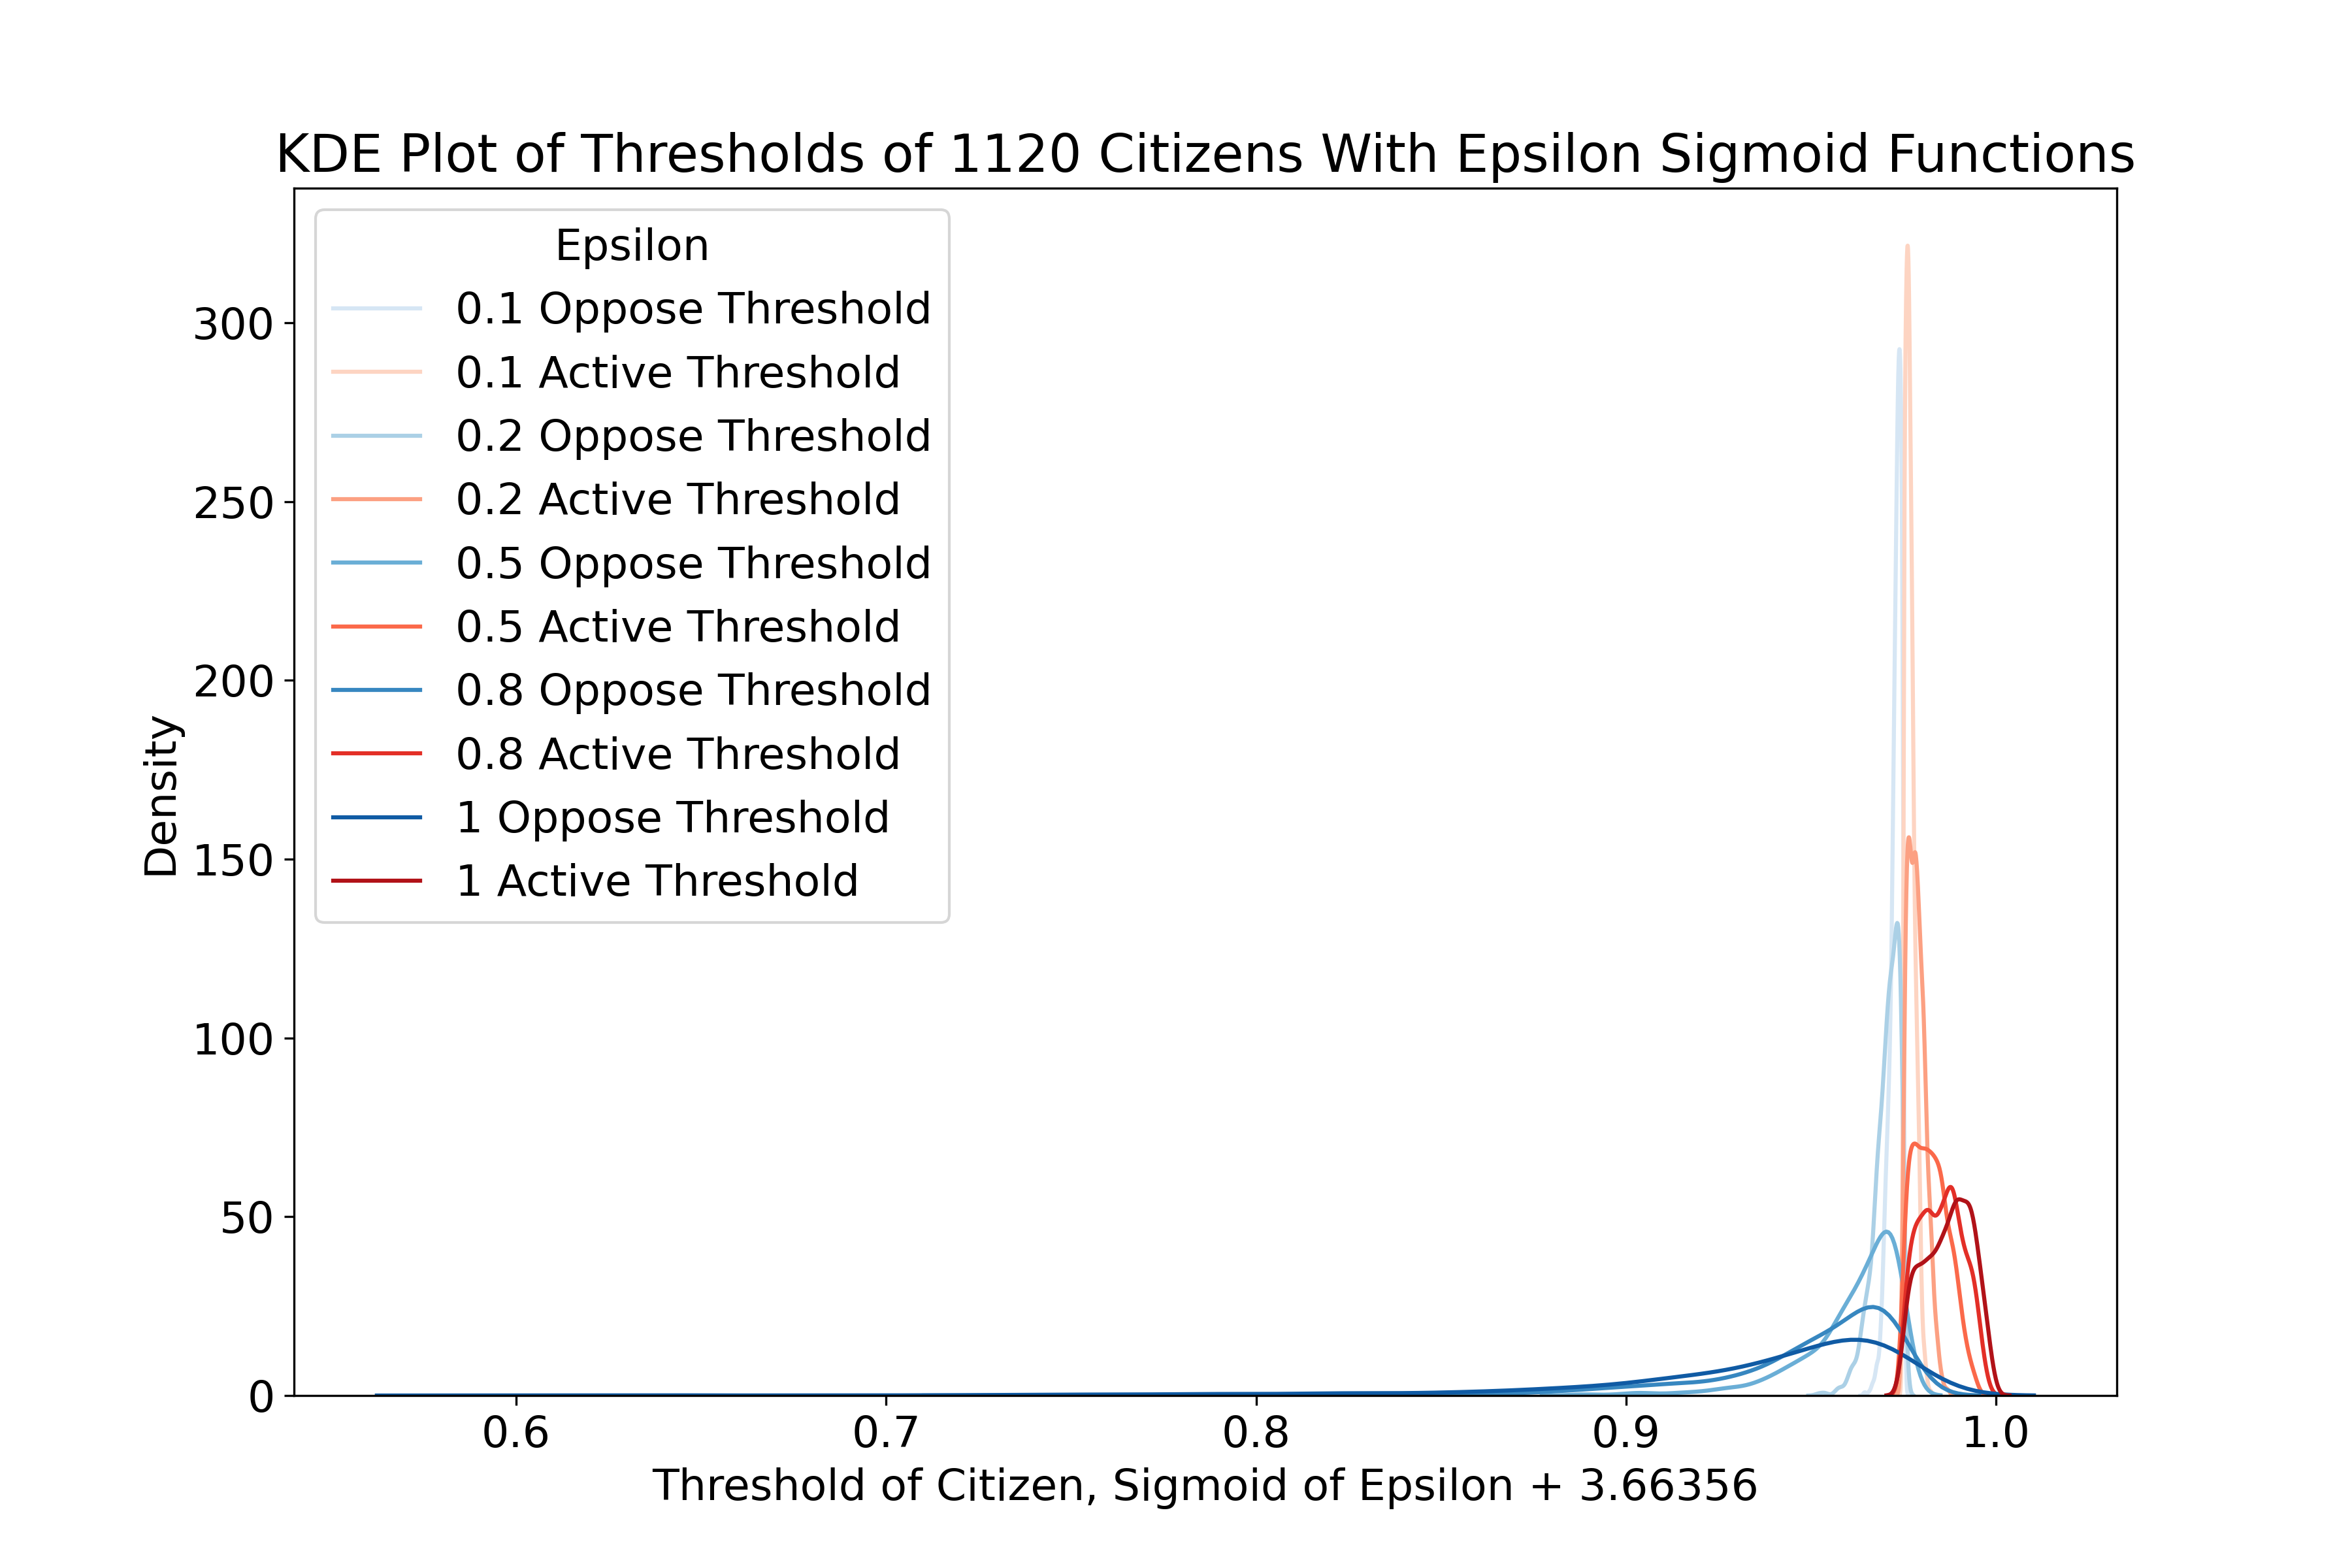 KDE Plot of Thresholds of 1120 Citizens With Epsilon Sigmoid Functions
Epsilon
0.1 Oppose Threshold
0.1 Active Threshold
0.2 Oppose Threshold
0.2 Active Threshold
0.5 Oppose Threshold
0.5 Active Threshold
0.8 Oppose Threshold
0.8 Active Threshold
1 Oppose Threshold
1 Active Threshold
Density
300
250
200
150
100
50
0
0.6 0.7 0.8 0.9 1.0
Threshold of Citizen, Sigmoid of Epsilon + 3.66356